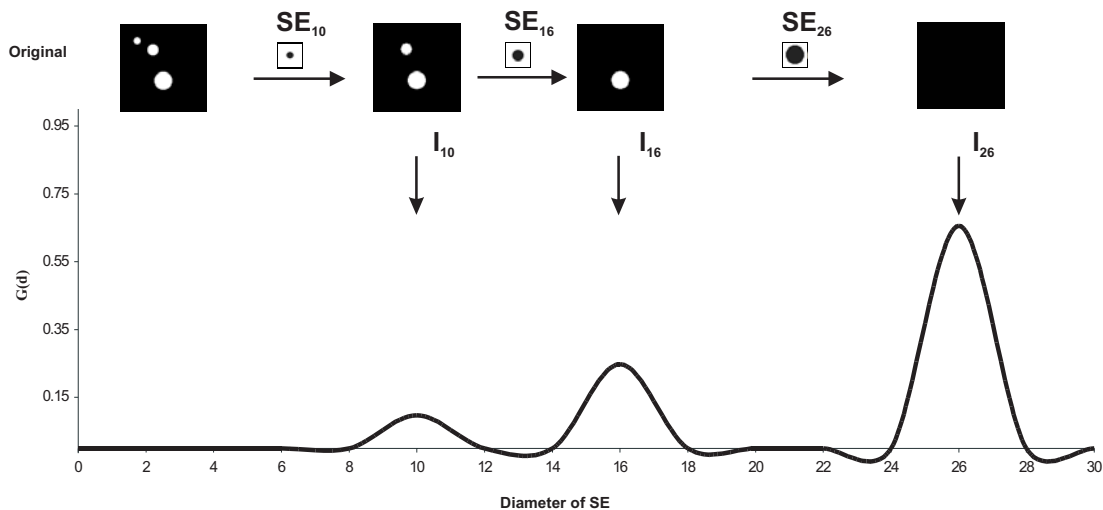 SE10
SE16
SE26
Original
I10
I16
I26
0.95
0.75
0.55
0.35
0.15
G(d)
0 2 4 6 8 10 12 14 16 18 20 22 24 26 28 30
Diameter of SE